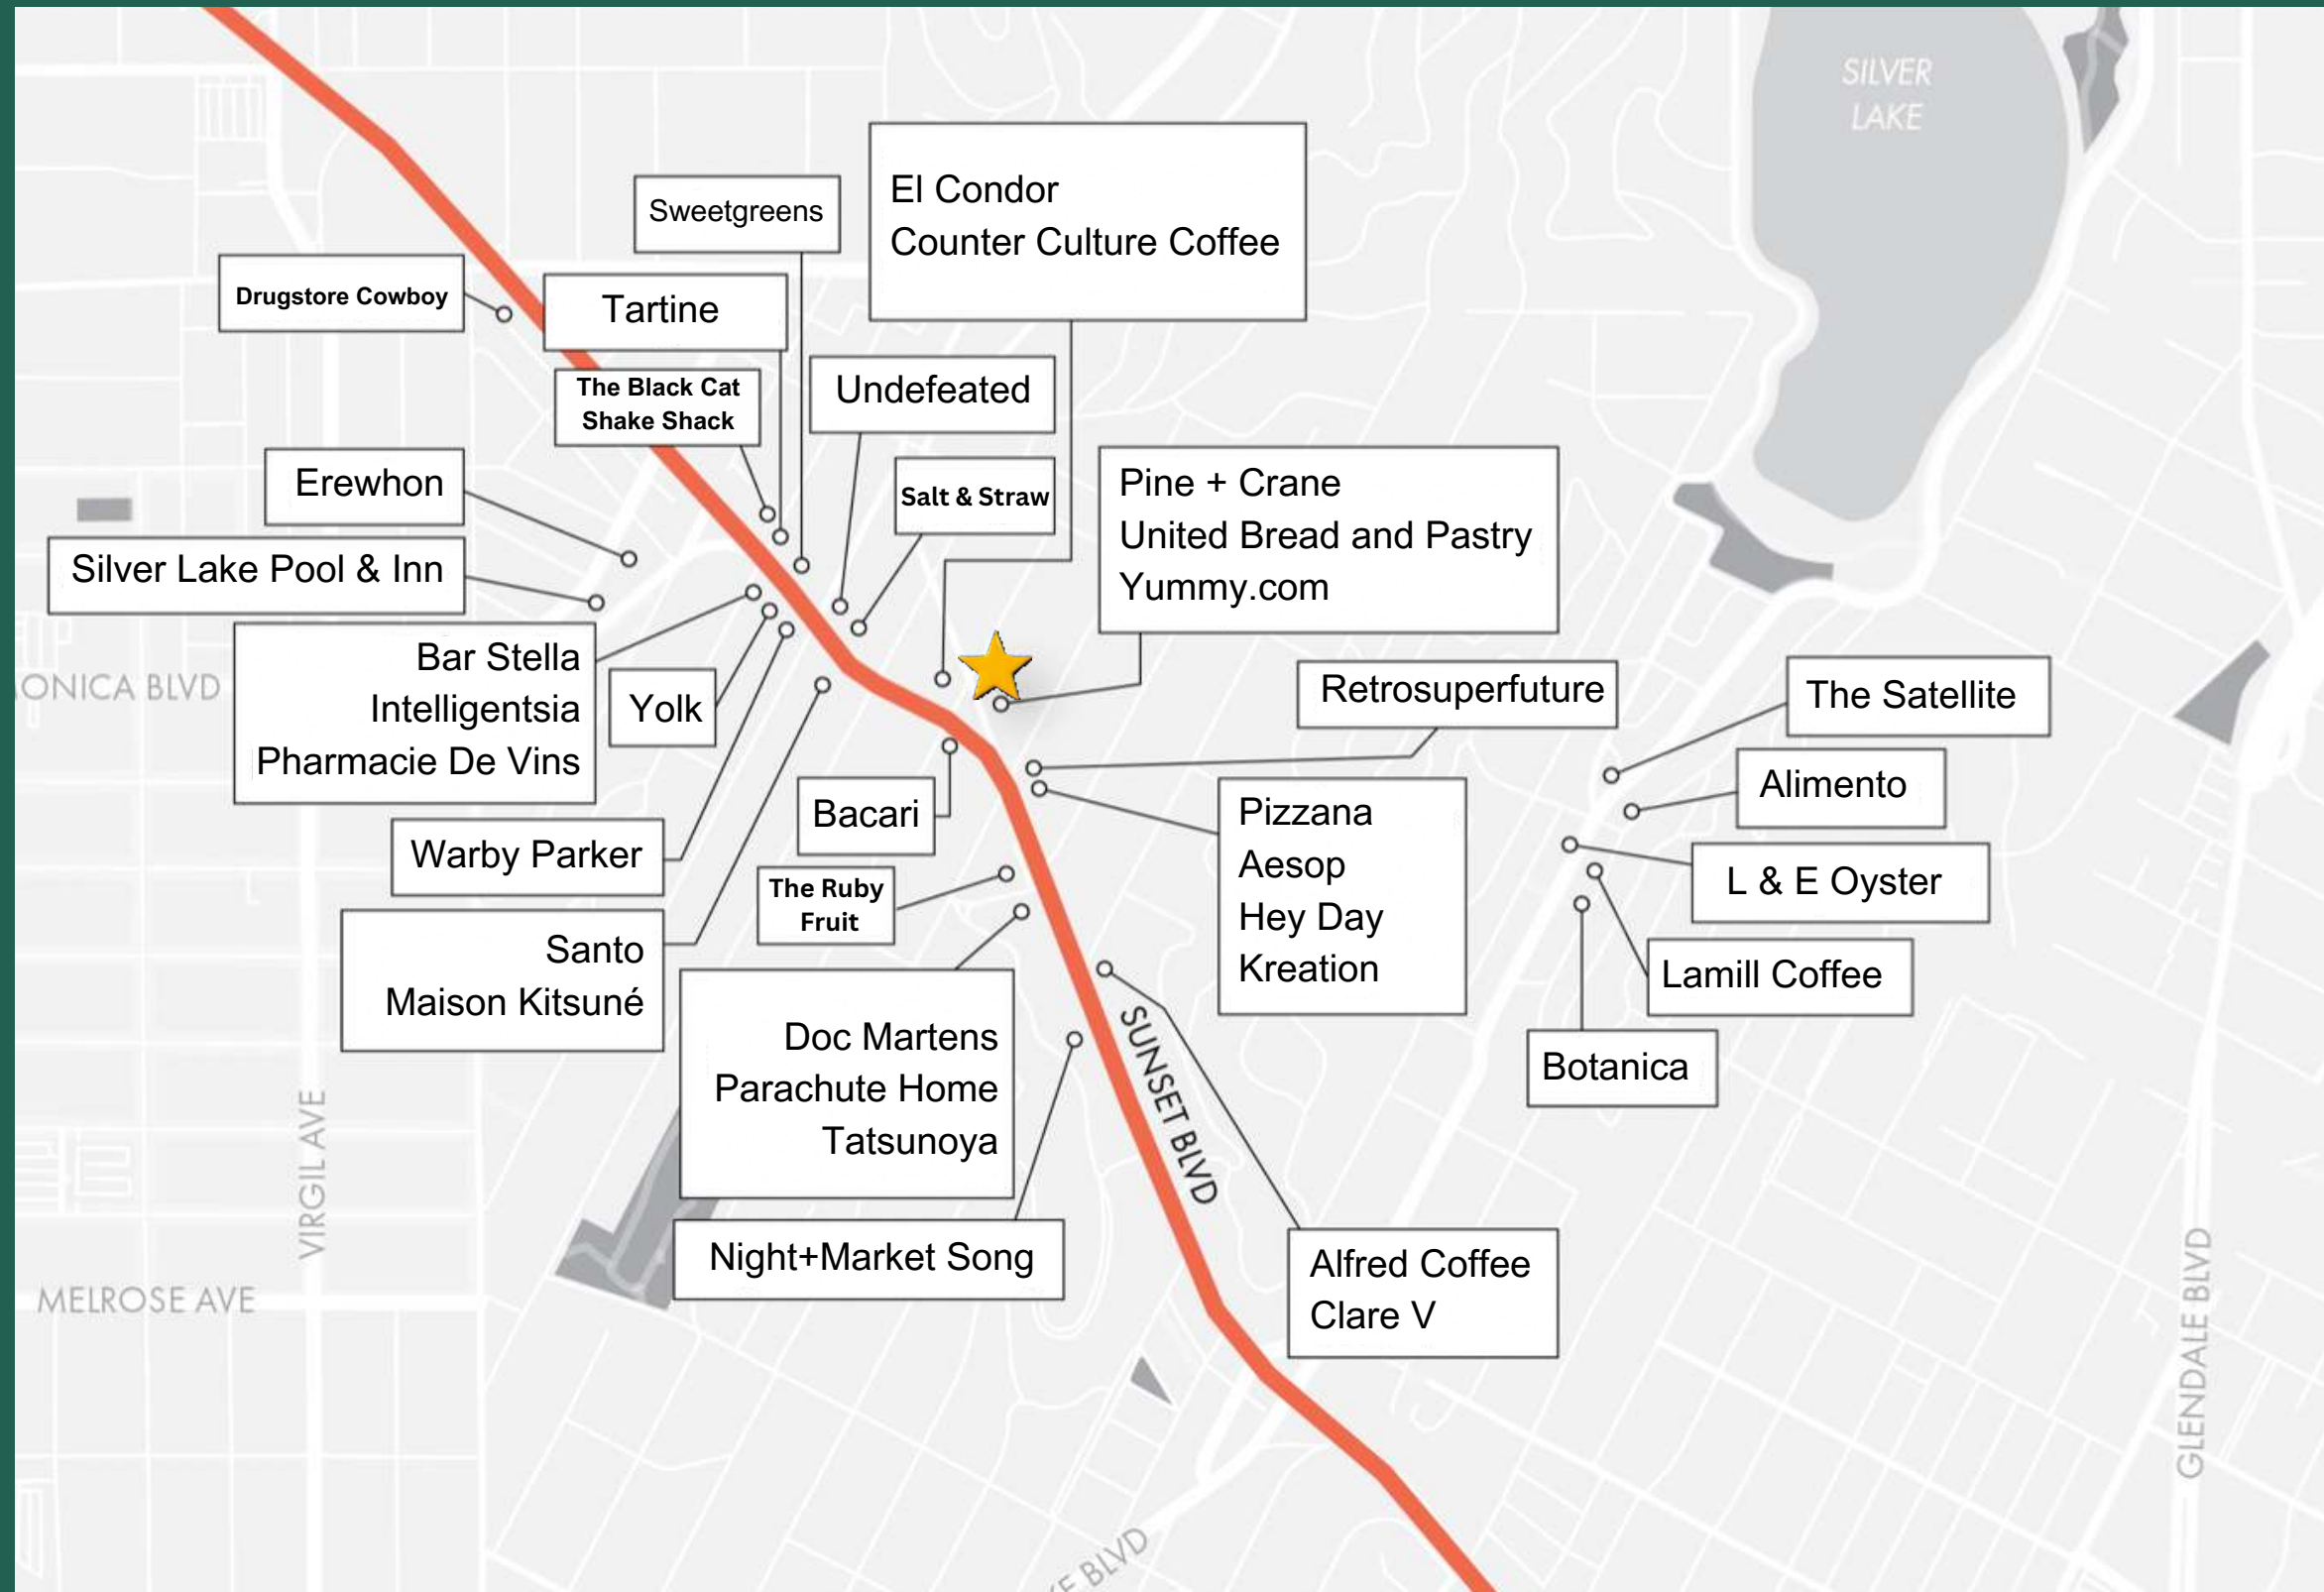 SILVER
LAKE
El Condor
Counter Culture Coffee
Sweetgreens
Drugstore Cowboy
Tartine
The Black Cat
Shake Shack
Undefeated
Salt & Straw
Erewhon
Pine + Crane
United Bread and Pastry
Yummy.com
Silver Lake Pool & Inn
Bar Stella
Intelligentsia
Pharmacie De Vins
ONICA BLVD
Yolk
Retrosuperfuture
The Satellite
Alimento
Bacari
Pizzana
Aesop
Hey Day
Kreation
Warby Parker
L & E Oyster
The Ruby
Fruit
Santo
Maison Kitsuné
Lamill Coffee
Botanica
Doc Martens
Parachute Home
Tatsunoya
SUNSET BLVD
VIRGIL AVE
Night+Market Song
Alfred Coffee
Clare V
MELROSE AVE
GLENDALE BLVD
KE BLVD